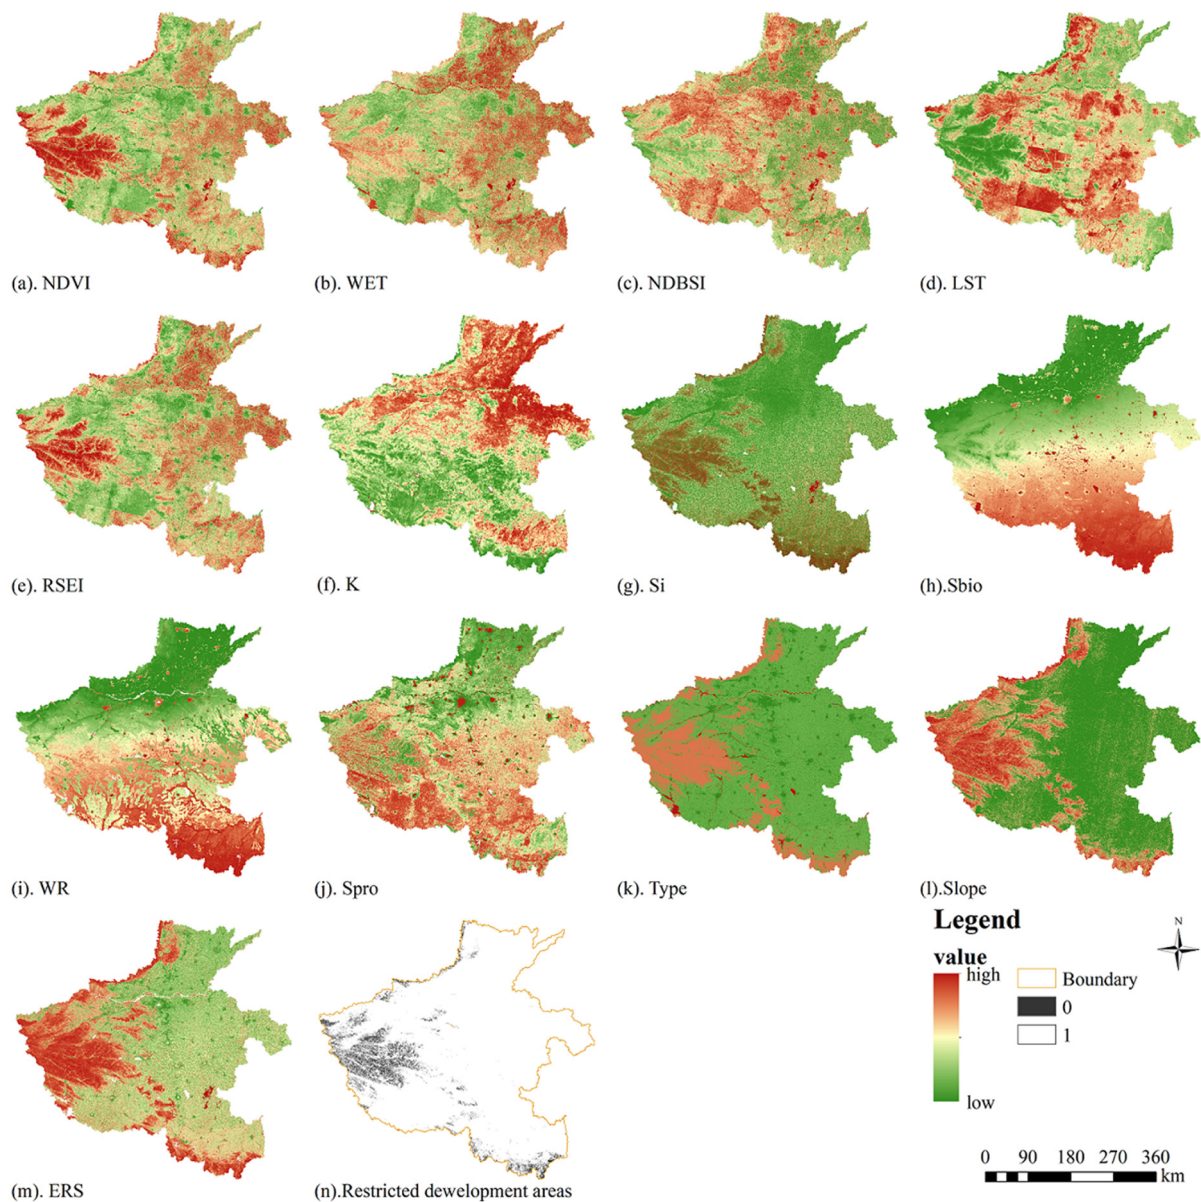 (a). NDVI
(b). WET
(c). NDBSI
(d). LST
(e). RSEI
(f). K
(g). Si
(h).Sbio
(i). WR
(j). Spro
(k). Type
(l).Slope
Legend
value
high
low
Boundary
0
1
N
(m). ERS
(n).Restricted dewelopment areas
0 90 180 270 360
km